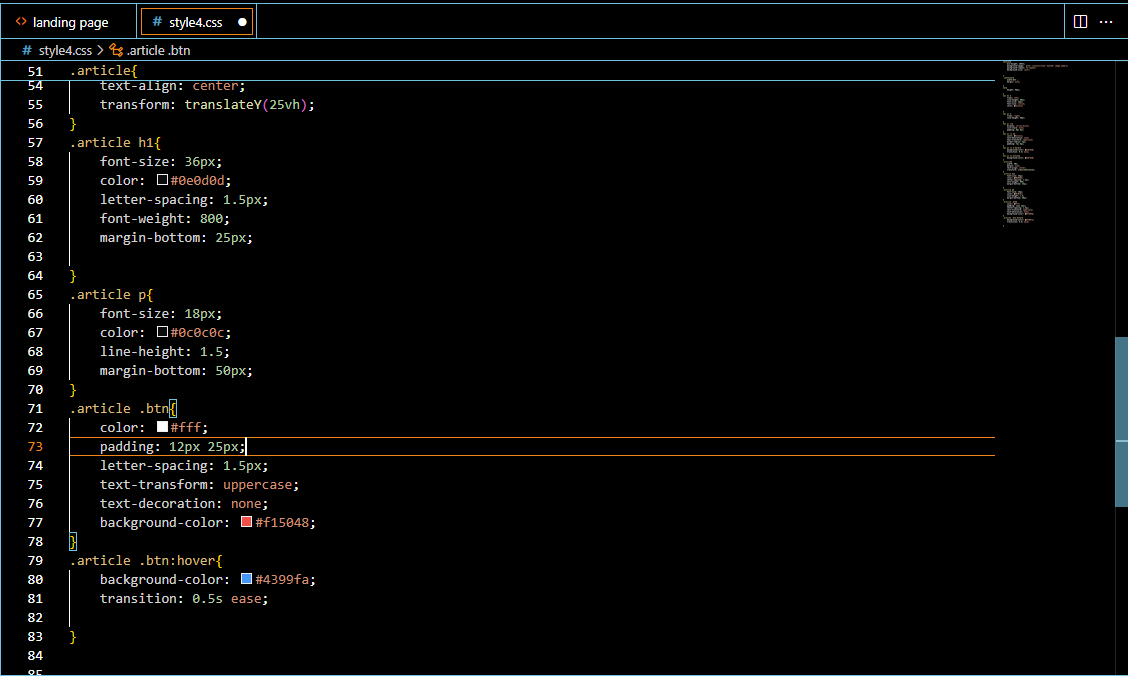 landing page
# style4.css
# style4.css > .article .btn
51 .article{
54 text-align: center;
55 transform: translateY(25vh);
56 }
57 .article h1{
58 font-size: 36px;
59 color: #0e0d0d;
60 letter-spacing: 1.5px;
61 font-weight: 800;
62 margin-bottom: 25px;
63
64 }
65 .article p{
66 font-size: 18px;
67 color: #0c0c0c;
68 line-height: 1.5;
69 margin-bottom: 50px;
70 }
71 .article .btn{
72 color: #fff;
73 padding: 12px 25px;
74 letter-spacing: 1.5px;
75 text-transform: uppercase;
76 text-decoration: none;
77 background-color: #f15048;
78 }
79 .article .btn:hover{
80 background-color: #4399fa;
81 transition: 0.5s ease;
82
83 }
84
85